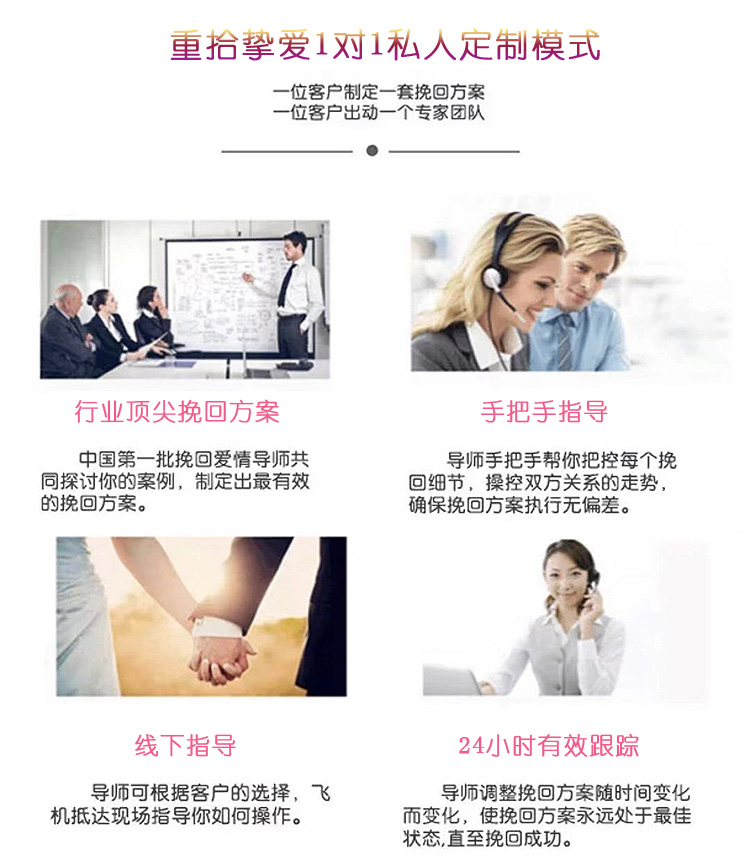 重拾挚爱1对1私人定制模式
一位客户制定一套挽回方案
一位客户出动一个专家团队
行业顶尖挽回方案
中国第一批挽回爱情导师共
同探讨你的案例，制定出最有效
的挽回方案。
手把手指导
导师手把手帮你把控每个挽
回细节，操控双方关系的走势，
确保挽回方案执行无偏差。
线下指导
导师可根据客户的选择，飞
机抵达现场指导你如何操作。
24小时有效跟踪
导师调整挽回方案随时间变化
而变化，使挽回方案永远处于最佳
状态,直至挽回成功。